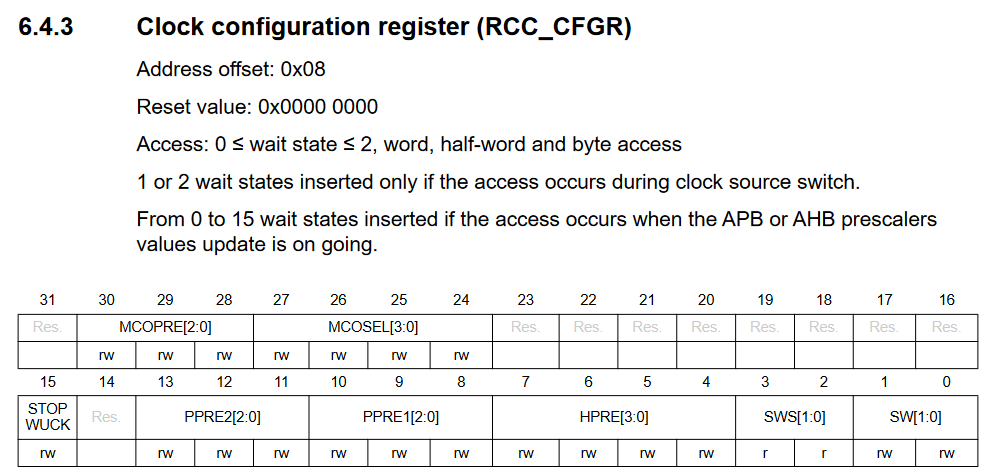 6.4.3 Clock configuration register (RCC_CFGR)
Address offset: 0x08
Reset value: 0x0000 0000
Access: 0 ≤ wait state ≤ 2, word, half-word and byte access
1 or 2 wait states inserted only if the access occurs during clock source switch.
From 0 to 15 wait states inserted if the access occurs when the APB or AHB prescalers
values update is on going.
31 30 29 28 27 26 25 24 23 22 21 20 19 18 17 16
Res. MCOPRE[2:0] MCOSEL[3:0] Res. Res. Res. Res. Res. Res. Res. Res.
rw rw rw rw rw rw rw
15 14 13 12 11 10 9 8 7 6 5 4 3 2 1 0
STOP
WUCK Res. PPRE2[2:0] PPRE1[2:0] HPRE[3:0] SWS[1:0] SW[1:0]
rw rw rw rw rw rw rw rw rw rw rw r r rw rw